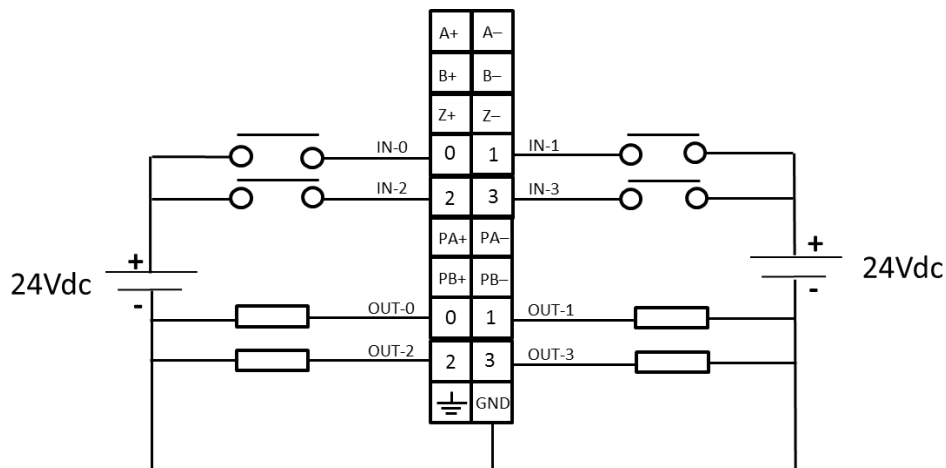 A+ A–
B+ B–
Z+ Z–
IN-0 0 1 IN-1
IN-2 2 3 IN-3
PA+ PA–
+ +
24Vdc PB+ PB– 24Vdc
- -
OUT-0 0 1 OUT-1
OUT-2 2 3 OUT-3
GND